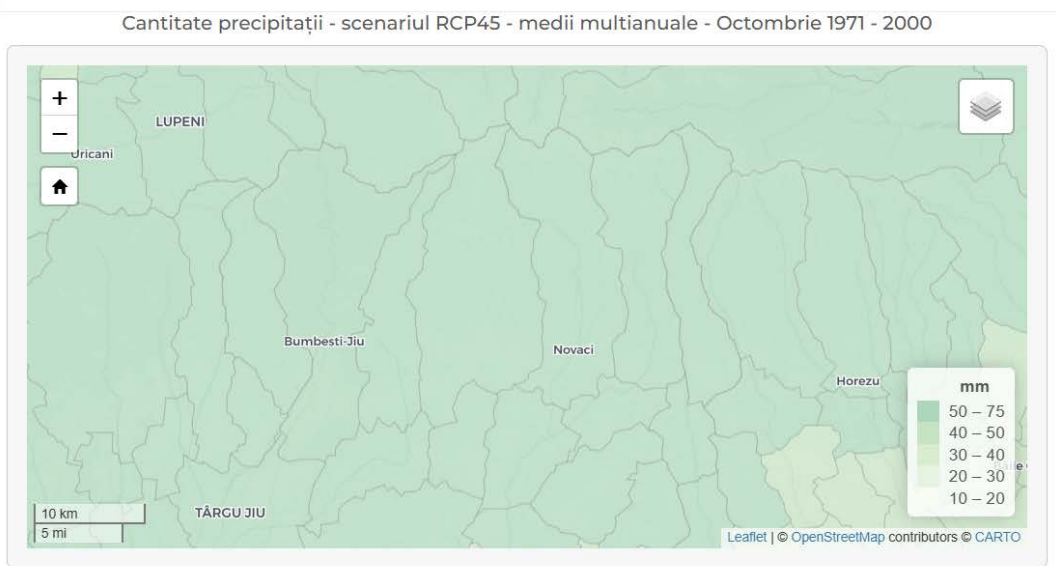 Cantitate precipitații - scenariul RCP45 - medii multianuale - Octombrie 1971 - 2000
+
−
LUPENI
Uricani
Bumbești-Jiu
Novaci
Horezu
mm
50 – 75
40 – 50
30 – 40
20 – 30
10 – 20
TÂRGU JIU
10 km
5 mi
Leaflet | © OpenStreetMap contributors © CARTO